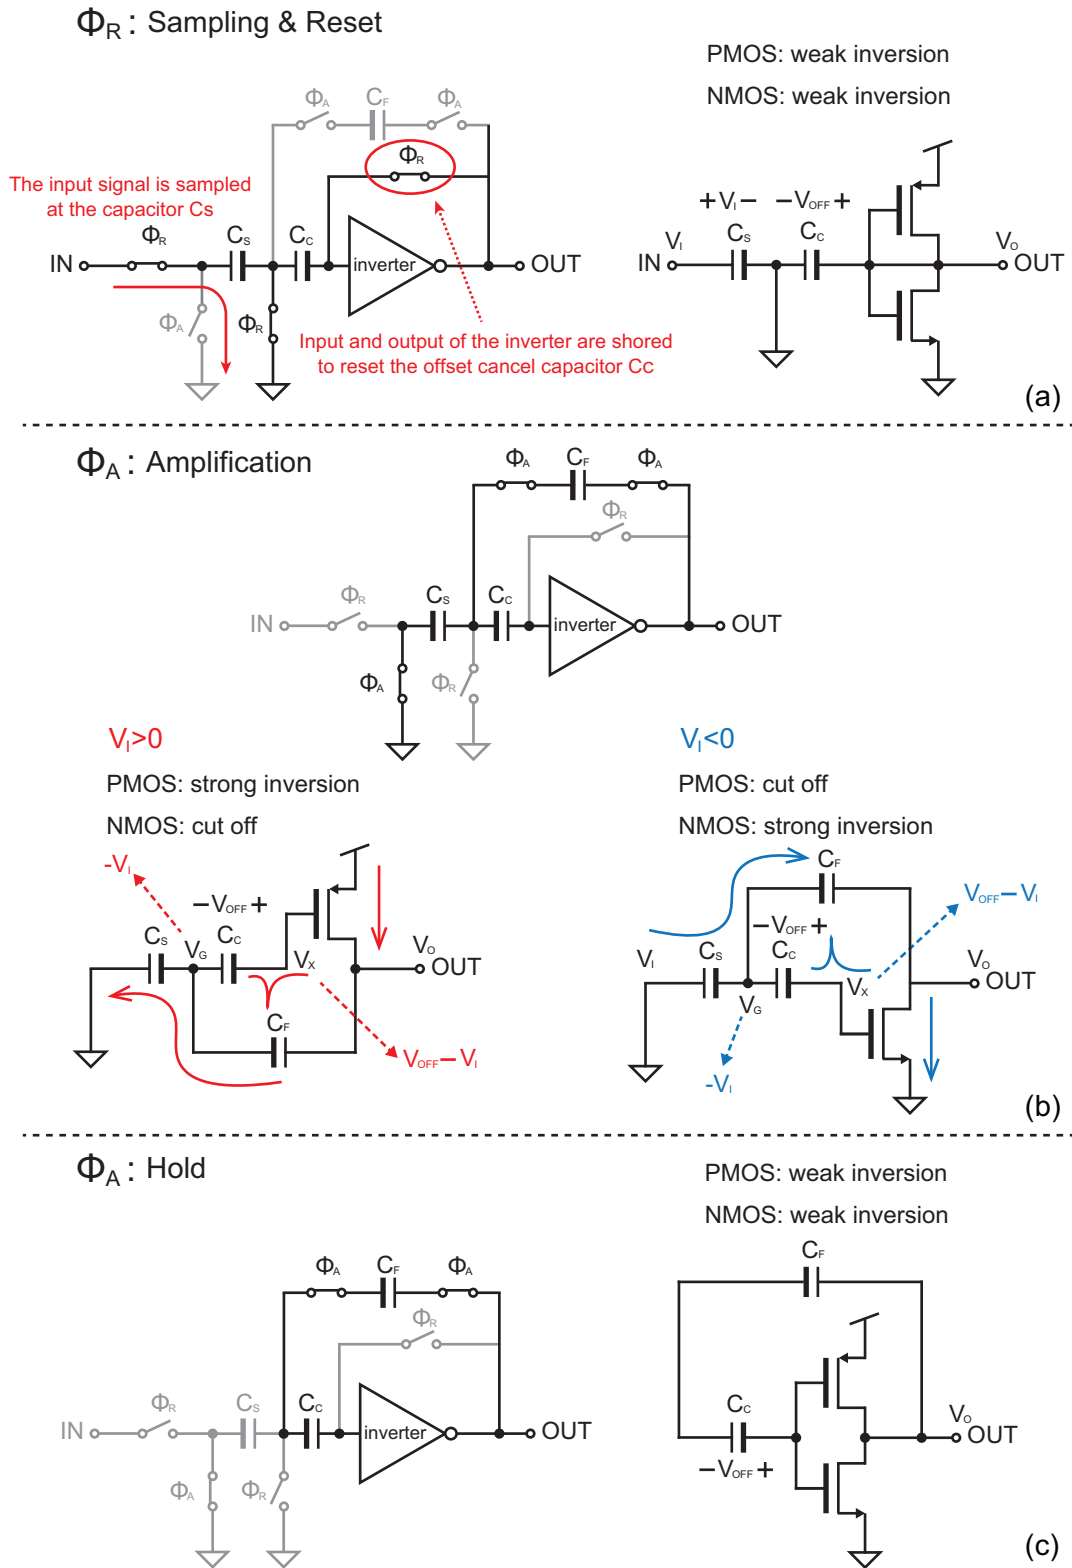 ΦR : Sampling & Reset
PMOS: weak inversion
NMOS: weak inversion
ΦA CF ΦA
ΦR
The input signal is sampled
at the capacitor Cs
ΦR CS CC
IN inverter OUT
ΦA ΦR
Input and output of the inverter are shored
to reset the offset cancel capacitor Cc
+VI− −VOFF+
VI CS CC VO
IN OUT
(a)
ΦA : Amplification
ΦA CF ΦA
ΦR
ΦR CS CC
IN inverter OUT
ΦA ΦR
VI>0
PMOS: strong inversion
NMOS: cut off
-VI
−VOFF+
CS VG CC VX VO
OUT
CF
VOFF−VI
VI<0
PMOS: cut off
NMOS: strong inversion
CF
VOFF−VI
−VOFF+
VI CS CC VX VO
OUT
VG
-VI
(b)
ΦA : Hold
PMOS: weak inversion
NMOS: weak inversion
ΦA CF ΦA
ΦR
ΦR CS CC
IN inverter OUT
ΦA ΦR
CF
CC VO
OUT
−VOFF+
(c)